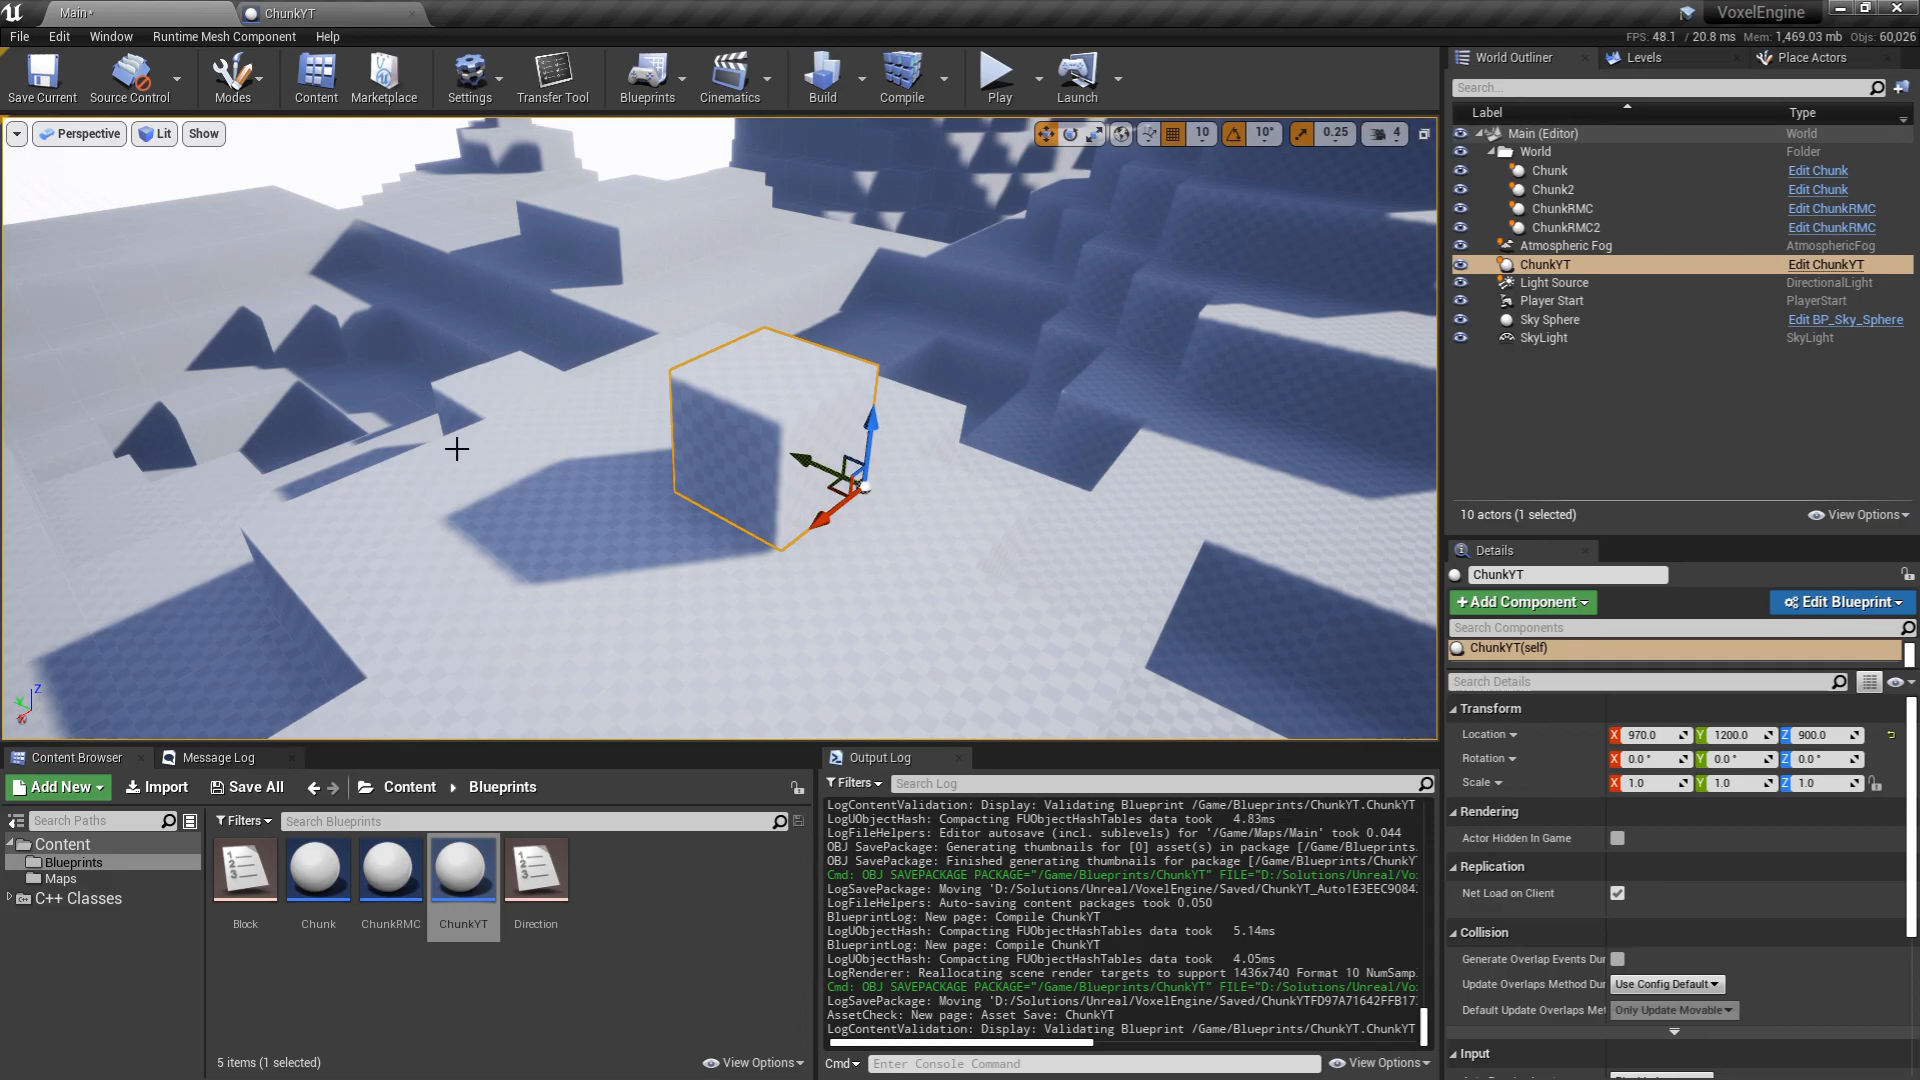 Main*
ChunkYT
VoxelEngine
File Edit Window Runtime Mesh Component Help
FPS: 48.1 / 20.8 ms Mem: 1,469.03 mb Objs: 60,026
Save Current Source Control Modes Content Marketplace Settings Transfer Tool Blueprints Cinematics Build Compile Play Launch
Perspective Lit Show
10 10° 0.25 4
Z
World Outliner Levels Place Actors
Search...
Label Type
Main (Editor) World
World Folder
Chunk Edit Chunk
Chunk2 Edit Chunk
ChunkRMC Edit ChunkRMC
ChunkRMC2 Edit ChunkRMC
Atmospheric Fog AtmosphericFog
ChunkYT Edit ChunkYT
Light Source DirectionalLight
Player Start PlayerStart
Sky Sphere Edit BP_Sky_Sphere
SkyLight SkyLight
10 actors (1 selected) View Options
Details
ChunkYT
+Add Component Edit Blueprint
Search Components
ChunkYT(self)
Search Details
Transform
Location X 970.0 Y 1200.0 Z 900.0
Rotation X 0.0 ° Y 0.0 ° Z 0.0 °
Scale X 1.0 Y 1.0 Z 1.0
Rendering
Actor Hidden In Game
Replication
Net Load on Client
Collision
Generate Overlap Events Dur
Update Overlaps Method Dur Use Config Default
Default Update Overlaps Met Only Update Movable
Input
Content Browser Message Log
Add New Import Save All Content Blueprints
Search Paths
Filters Search Blueprints
Content
Blueprints
Maps
C++ Classes
Block Chunk ChunkRMC ChunkYT Direction
5 items (1 selected) View Options
Output Log
Filters Search Log
LogContentValidation: Display: Validating Blueprint /Game/Blueprints/ChunkYT.ChunkYT
LogUObjectHash: Compacting FUObjectHashTables data took 4.83ms
LogFileHelpers: Editor autosave (incl. sublevels) for '/Game/Maps/Main' took 0.044
OBJ SavePackage: Generating thumbnails for [0] asset(s) in package [/Game/Blueprints.
OBJ SavePackage: Finished generating thumbnails for package [/Game/Blueprints/ChunkY
Cmd: OBJ SAVEPACKAGE PACKAGE="/Game/Blueprints/ChunkYT" FILE="D:/Solutions/Unreal/Vo
LogSavePackage: Moving 'D:/Solutions/Unreal/VoxelEngine/Saved/ChunkYT_Auto1E3EEC9084
LogFileHelpers: Auto-saving content packages took 0.050
BlueprintLog: New page: Compile ChunkYT
LogUObjectHash: Compacting FUObjectHashTables data took 5.14ms
BlueprintLog: New page: Compile ChunkYT
LogUObjectHash: Compacting FUObjectHashTables data took 4.05ms
LogRenderer: Reallocating scene render targets to support 1436x740 Format 10 NumSamp
Cmd: OBJ SAVEPACKAGE PACKAGE="/Game/Blueprints/ChunkYT" FILE="D:/Solutions/Unreal/Vo
LogSavePackage: Moving 'D:/Solutions/Unreal/VoxelEngine/Saved/ChunkYTFD97A71642FFB17
AssetCheck: New page: Asset Save: ChunkYT
LogContentValidation: Display: Validating Blueprint /Game/Blueprints/ChunkYT.ChunkYT
Cmd Enter Console Command View Options